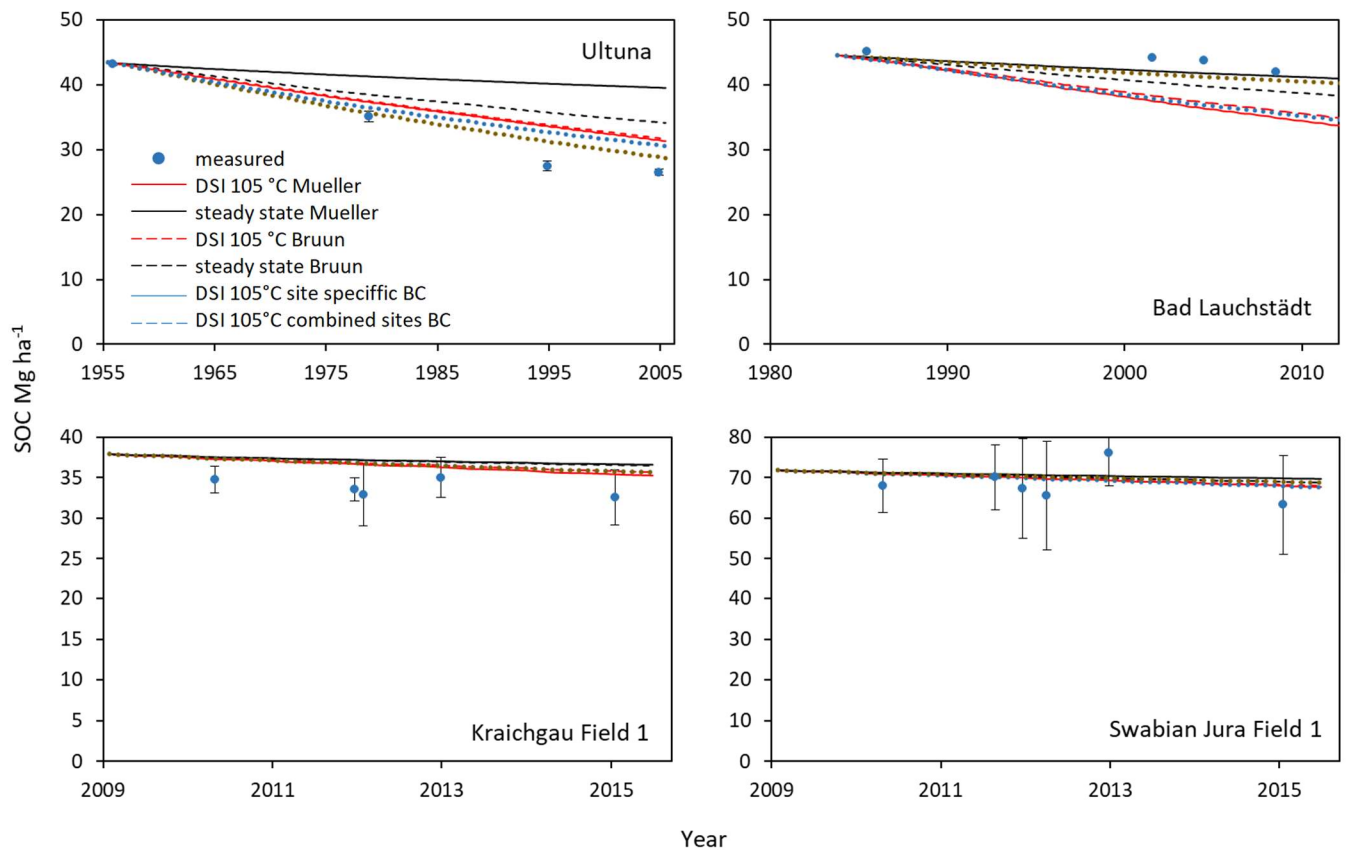 SOC Mg ha⁻¹
50
40
30
20
10
0
Ultuna
measured
DSI 105 °C Mueller
steady state Mueller
DSI 105 °C Bruun
steady state Bruun
DSI 105°C site speciffic BC
DSI 105°C combined sites BC
1955 1965 1975 1985 1995 2005
50
40
30
20
10
0
Bad Lauchstädt
1980 1990 2000 2010
40
35
30
25
20
15
10
5
0
Kraichgau Field 1
2009 2011 2013 2015
80
70
60
50
40
30
20
10
0
Swabian Jura Field 1
2009 2011 2013 2015
Year